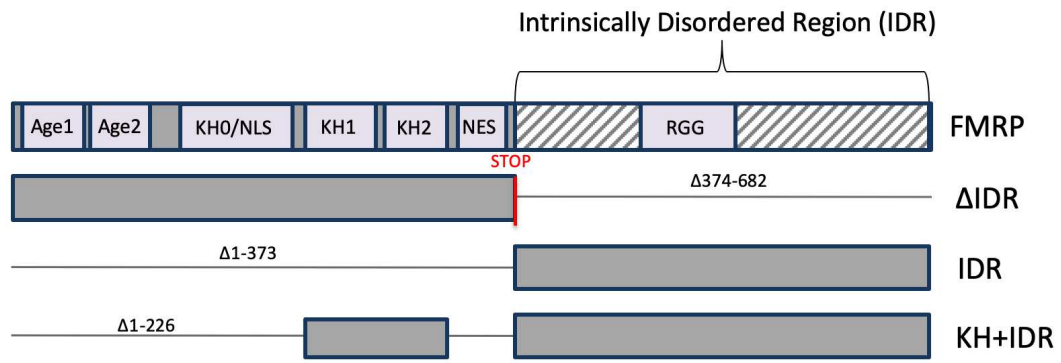 Intrinsically Disordered Region (IDR)
Age1 Age2 KH0/NLS KH1 KH2 NES RGG FMRP
STOP
Δ374-682 ΔIDR
Δ1-373 IDR
Δ1-226 KH+IDR